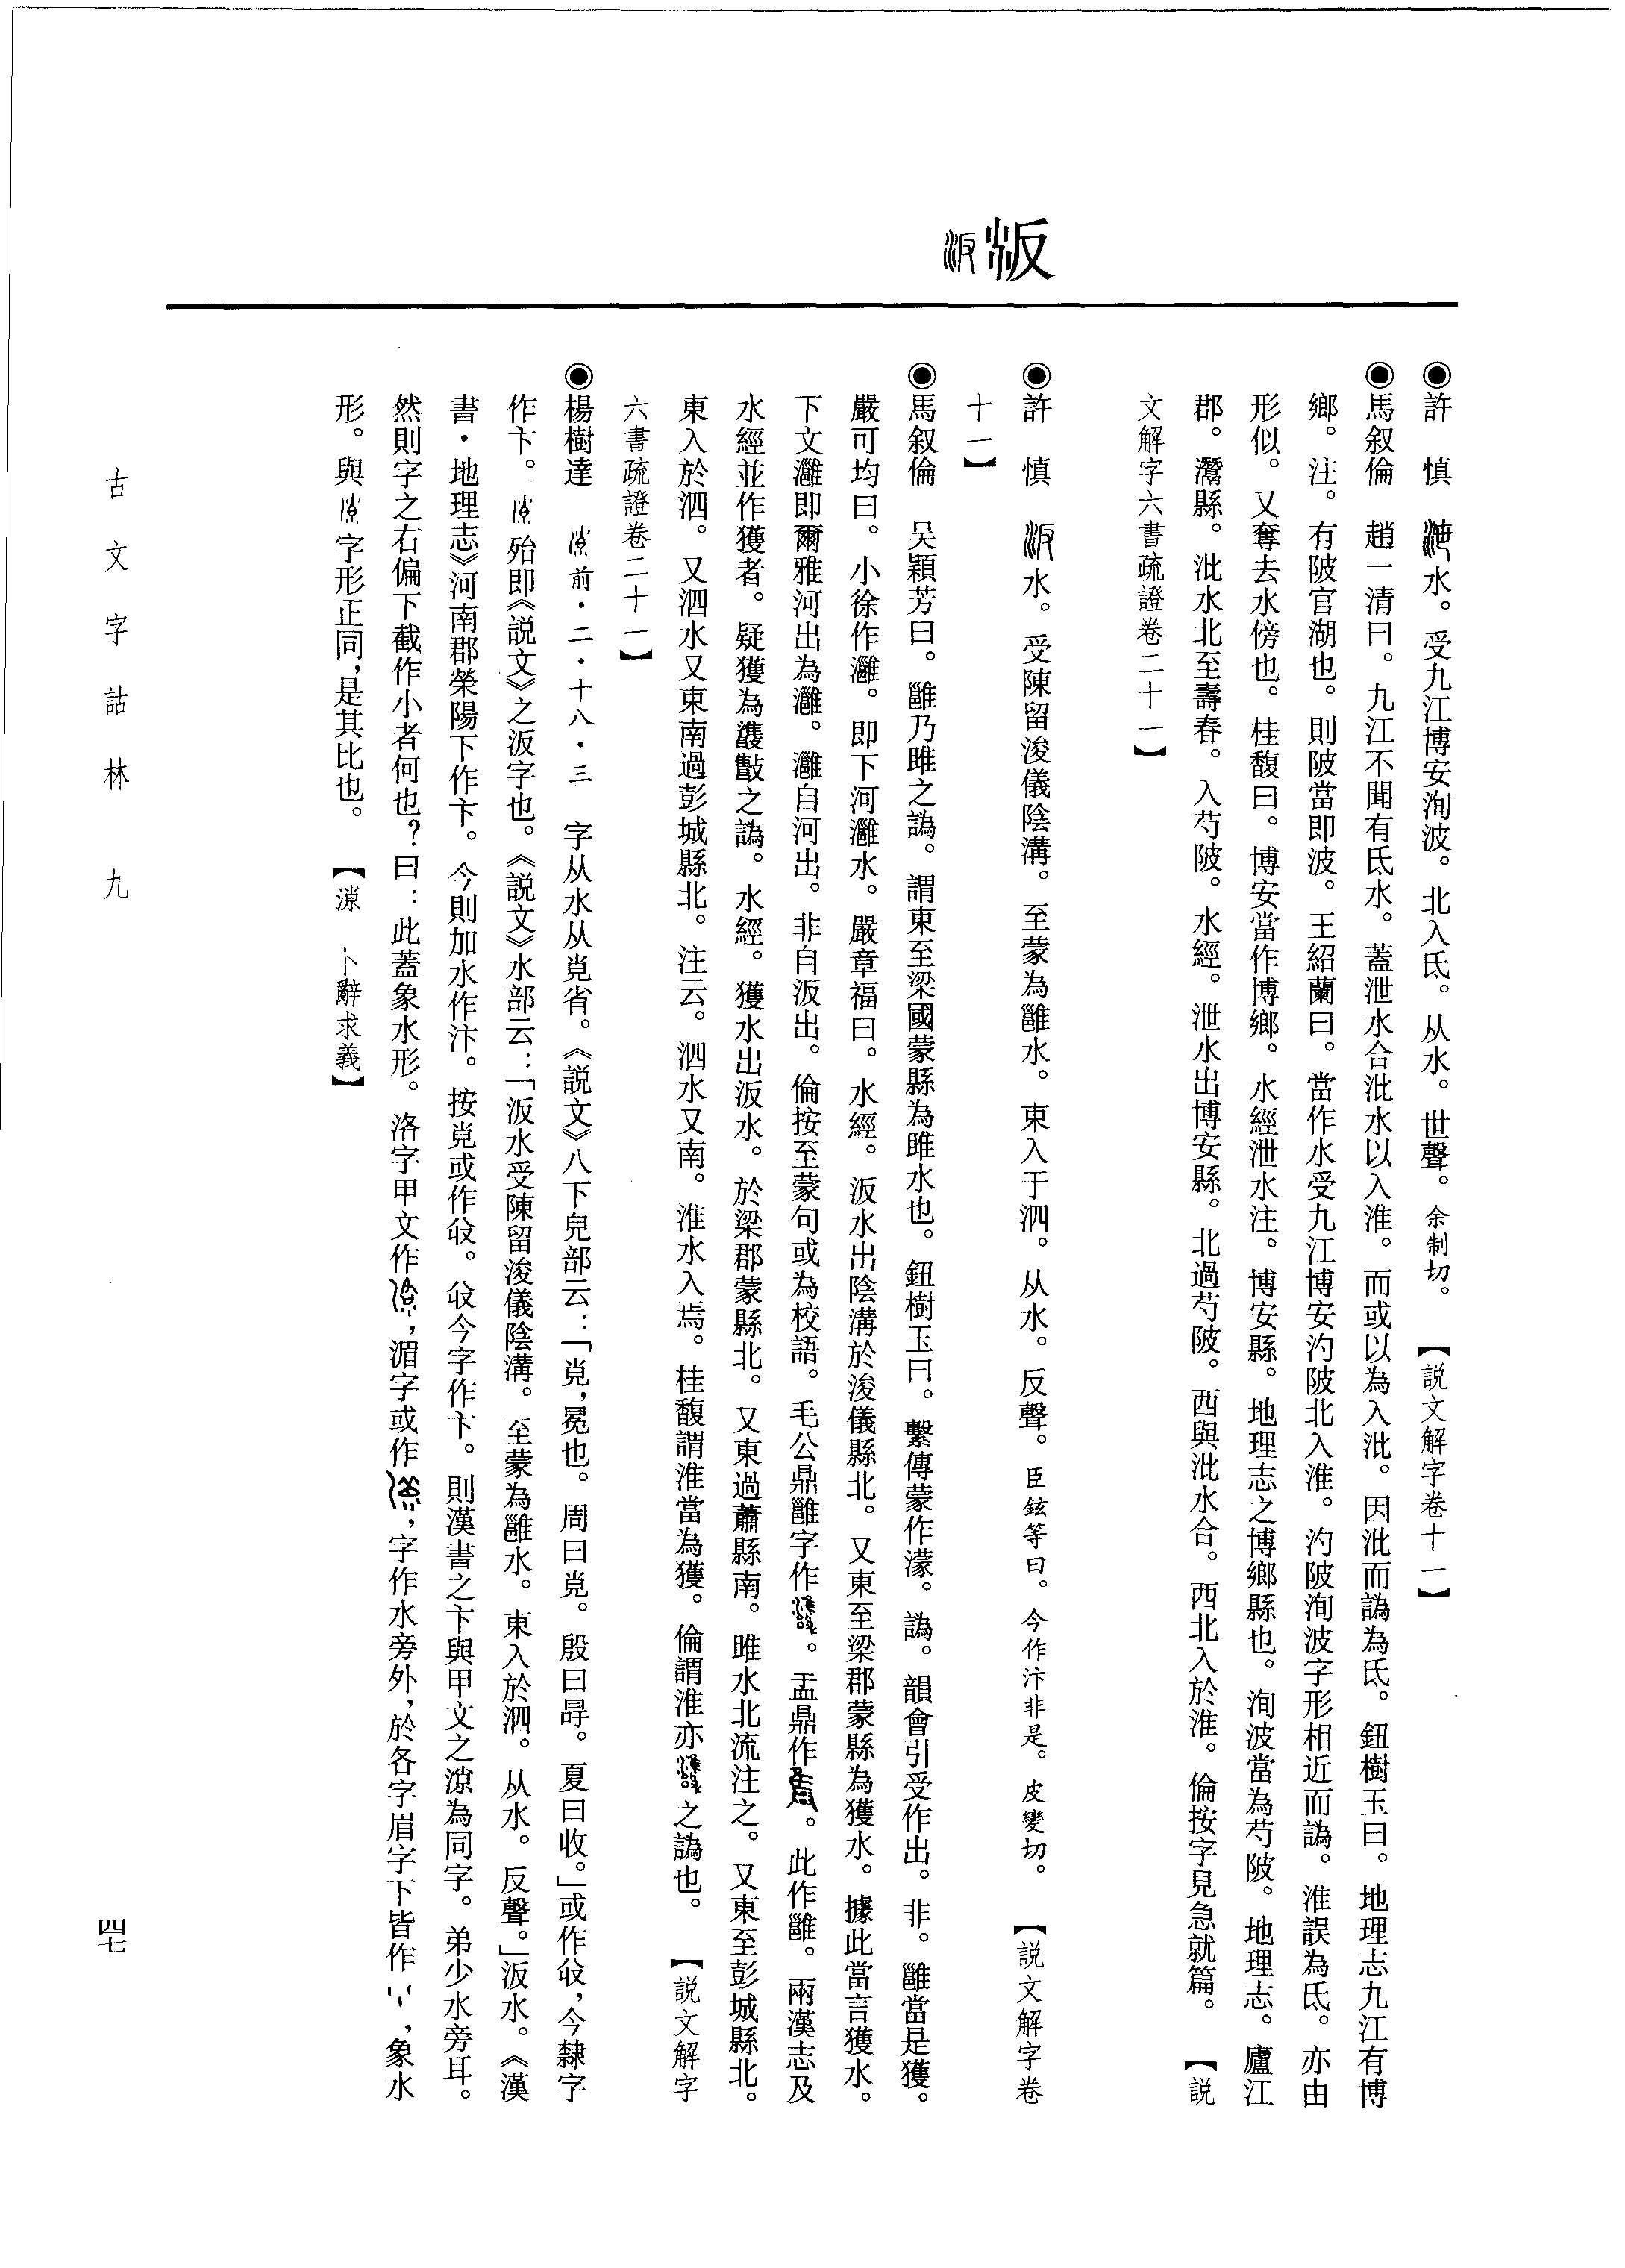 汳
◉許　慎　水。受九江博安洵波。北入氐。从水。世聲。余制切。　【説文解字卷十一】
◉馬叙倫　趙一清曰。九江不聞有氐水。蓋泄水合沘水以入淮。而或以為入沘。因沘而譌為氐。鈕樹玉曰。地理志九江有博
鄉。注。有陂官湖也。則陂當即波。王紹蘭曰。當作水受九江博安汋陂北入淮。汋陂洵波字形相近而譌。淮誤為氐。亦由
形似。又奪去水傍也。桂馥曰。博安當作博鄉。水經泄水注。博安縣。地理志之博鄉縣也。洵波當為芍陂。地理志。廬江
郡。灊縣。沘水北至壽春。入芍陂。水經。泄水出博安縣。北過芍陂。西與沘水合。西北入於淮。倫按字見急就篇。　【説
文解字六書疏證卷二十一】
◉許　慎　水。受陳留浚儀陰溝。至蒙為雝水。東入于泗。从水。反聲。臣鉉等曰。今作汴非是。皮變切。　【説文解字卷
十一】
◉馬叙倫　吴穎芳曰。雝乃雎之譌。謂東至梁國蒙縣為雎水也。鈕樹玉曰。繫傳蒙作濛。譌。韻會引受作出。非。雝當是獲。
嚴可均曰。小徐作灉。即下河灉水。嚴章福曰。水經。汳水出陰溝於浚儀縣北。又東至梁郡蒙縣為獲水。據此當言獲水。
下文灉即爾雅河出為灉。灉自河出。非自汳出。倫按至蒙句或為校語。毛公鼎雝字作。盂鼎作。此作雝。兩漢志及
水經並作獲者。疑獲為之譌。水經。獲水出汳水。於梁郡蒙縣北。又東過蕭縣南。雎水北流注之。又東至彭城縣北。
東入於泗。又泗水又東南過彭城縣北。注云。泗水又南。淮水入焉。桂馥謂淮當為獲。倫謂淮亦之譌也。　【説文解字
六書疏證卷二十一】
◉楊樹達　前・二・十八・三　字从水从㝸省。《説文》八下皃部云：「㝸，冕也。周曰㝸。殷曰吁。夏曰收。」或作㝸，今隸字
作卞。殆即《説文》之汳字也。《説文》水部云：「汳水受陳留浚儀陰溝。至蒙為雝水。東入於泗。从水。反聲。」汳水。《漢
書・地理志》河南郡滎陽下作卞。今則加水作汴。按或作。今字作卞。則漢書之卞與甲文之為同字。弟少水旁耳。
然則字之右偏下截作小者何也？曰：此蓋象水形。洛字甲文作，湄字或作，字作水旁外，於各字眉字下皆作，象水
形。與字形正同，是其比也。　【　卜辭求義】
古文字詁林　九
四七